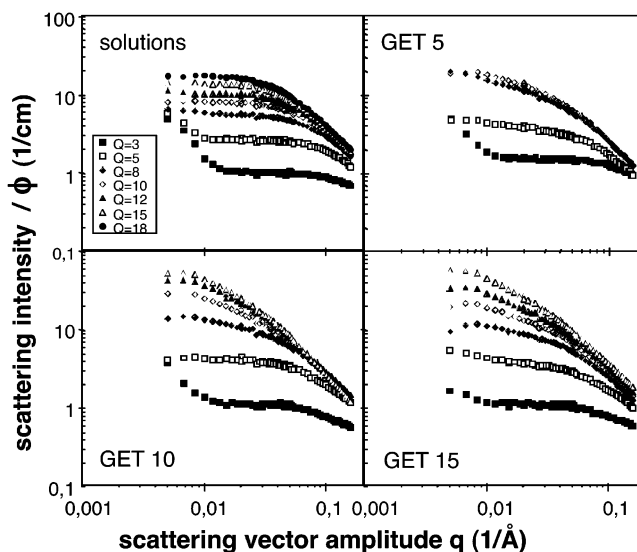 solutions
GET 5
100
10
1
0,1
Q=3
Q=5
Q=8
Q=10
Q=12
Q=15
Q=18
scattering intensity / ϕ (1/cm)
10
1
0,1
GET 10
GET 15
0,001
0,01
0,1
0,001
0,01
0,1
scattering vector amplitude q (1/Å)